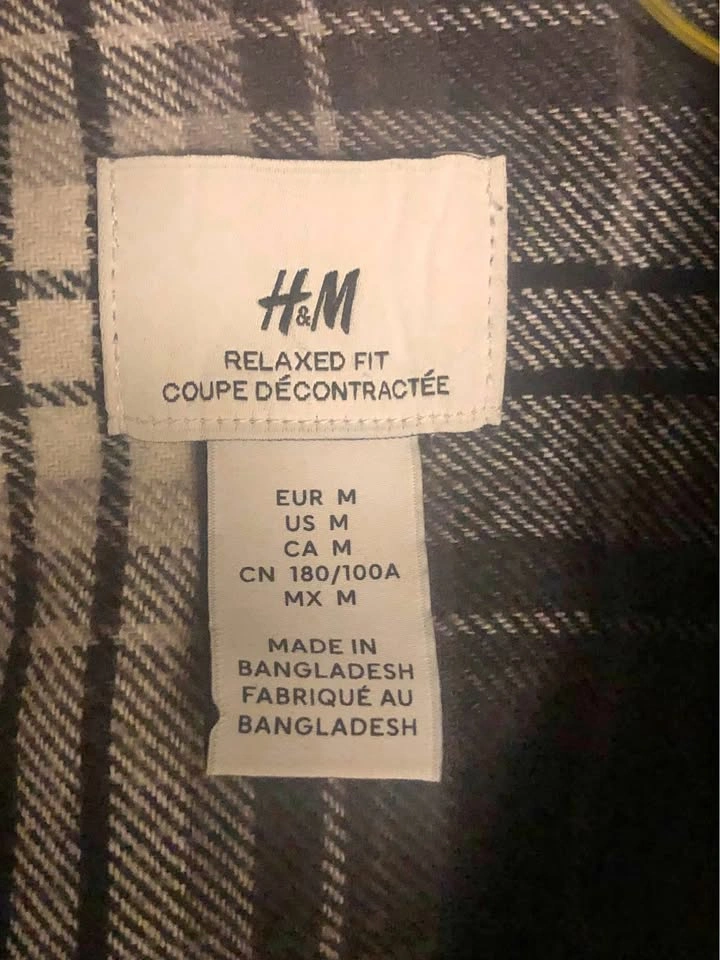 H&M
RELAXED FIT
COUPE DÉCONTRACTÉE
EUR M
US M
CA M
CN 180/100A
MX M
MADE IN
BANGLADESH
FABRIQUÉ AU
BANGLADESH